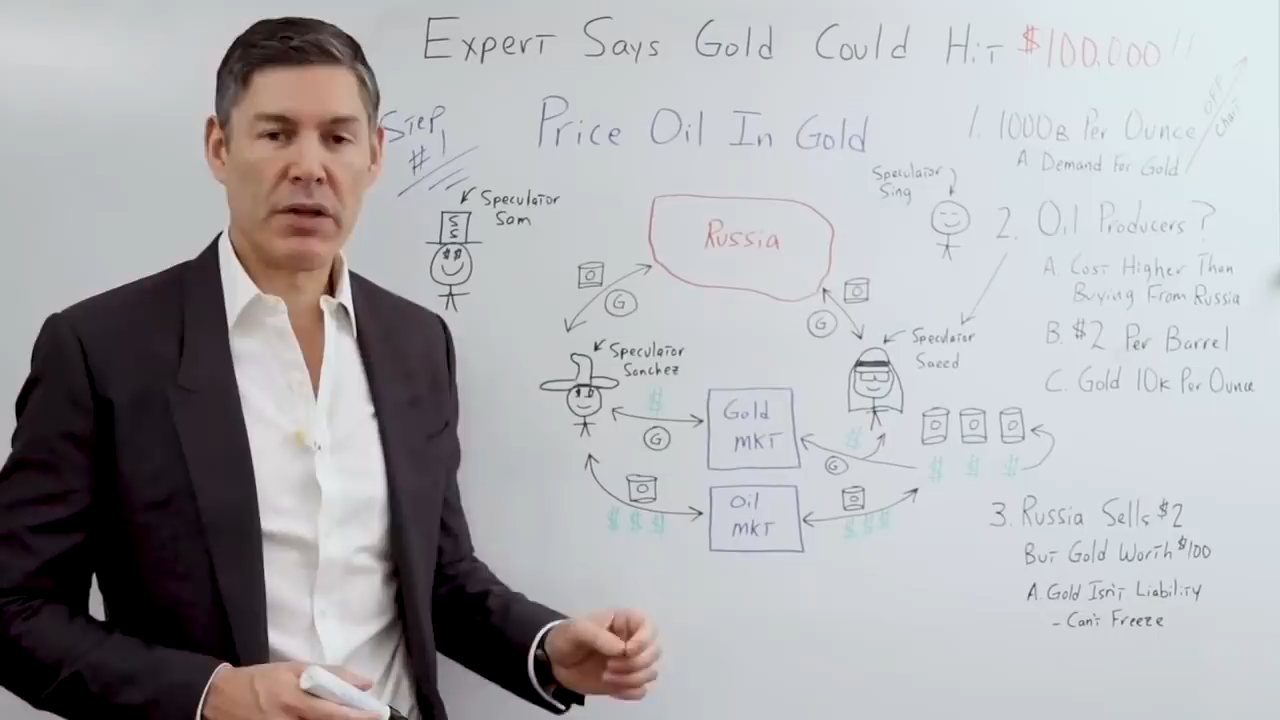 Expert Says Gold Could Hit $100,000!!
Step
#1
Price Oil In Gold
1. 1000B Per Ounce
A Demand For Gold
OFF
Chart
Speculator
Sam
$
$
$$
Speculator
Sing
Russia
2. Oil Producers?
A. Cost Higher Than
Buying From Russia
B. $2 Per Barrel
C. Gold 10K Per Ounce
G
G
Speculator
Sanchez
Speculator
Saeed
$
G
Gold
MKT
$
G
$ $ $
Oil
MKT
$ $ $
$ $ $
3. Russia Sells $2
But Gold Worth $100
A. Gold Isn't Liability
- Can't Freeze